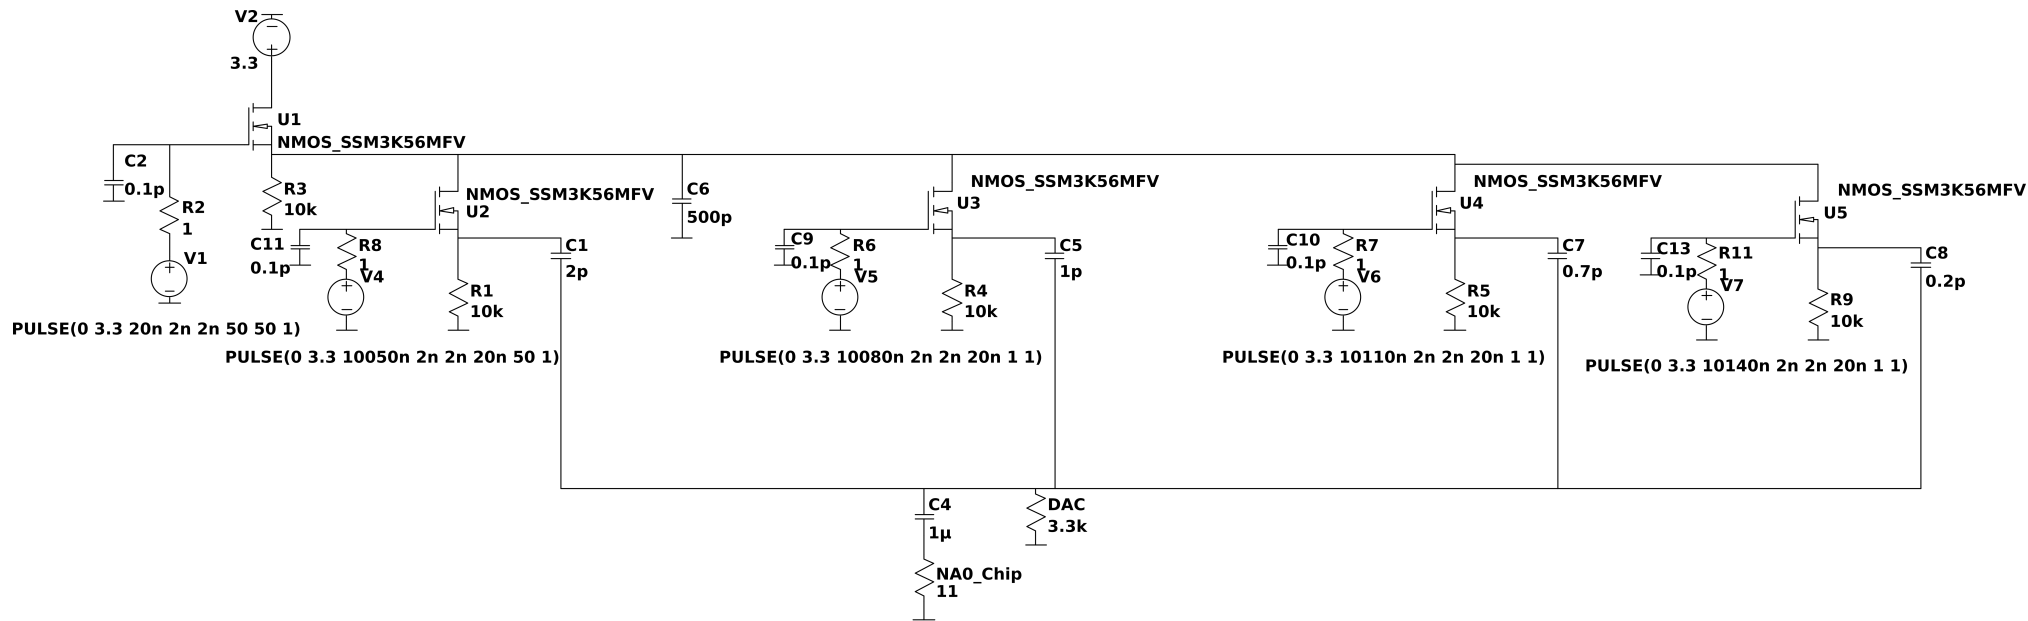 V2
3.3
U1
NMOS_SSM3K56MFV
C2
0.1p
R2
1
V1
PULSE(0 3.3 20n 2n 2n 50 50 1)
R3
10k
NMOS_SSM3K56MFV
U2
C11
0.1p
R8
1
V4
R1
10k
PULSE(0 3.3 10050n 2n 2n 20n 50 1)
C1
2p
C6
500p
NMOS_SSM3K56MFV
U3
C9
0.1p
R6
1
V5
R4
10k
PULSE(0 3.3 10080n 2n 2n 20n 1 1)
C5
1p
NMOS_SSM3K56MFV
U4
C10
0.1p
R7
1
V6
R5
10k
PULSE(0 3.3 10110n 2n 2n 20n 1 1)
C7
0.7p
NMOS_SSM3K56MFV
U5
C13
0.1p
R11
1
V7
R9
10k
PULSE(0 3.3 10140n 2n 2n 20n 1 1)
C8
0.2p
C4
1µ
DAC
3.3k
NA0_Chip
11